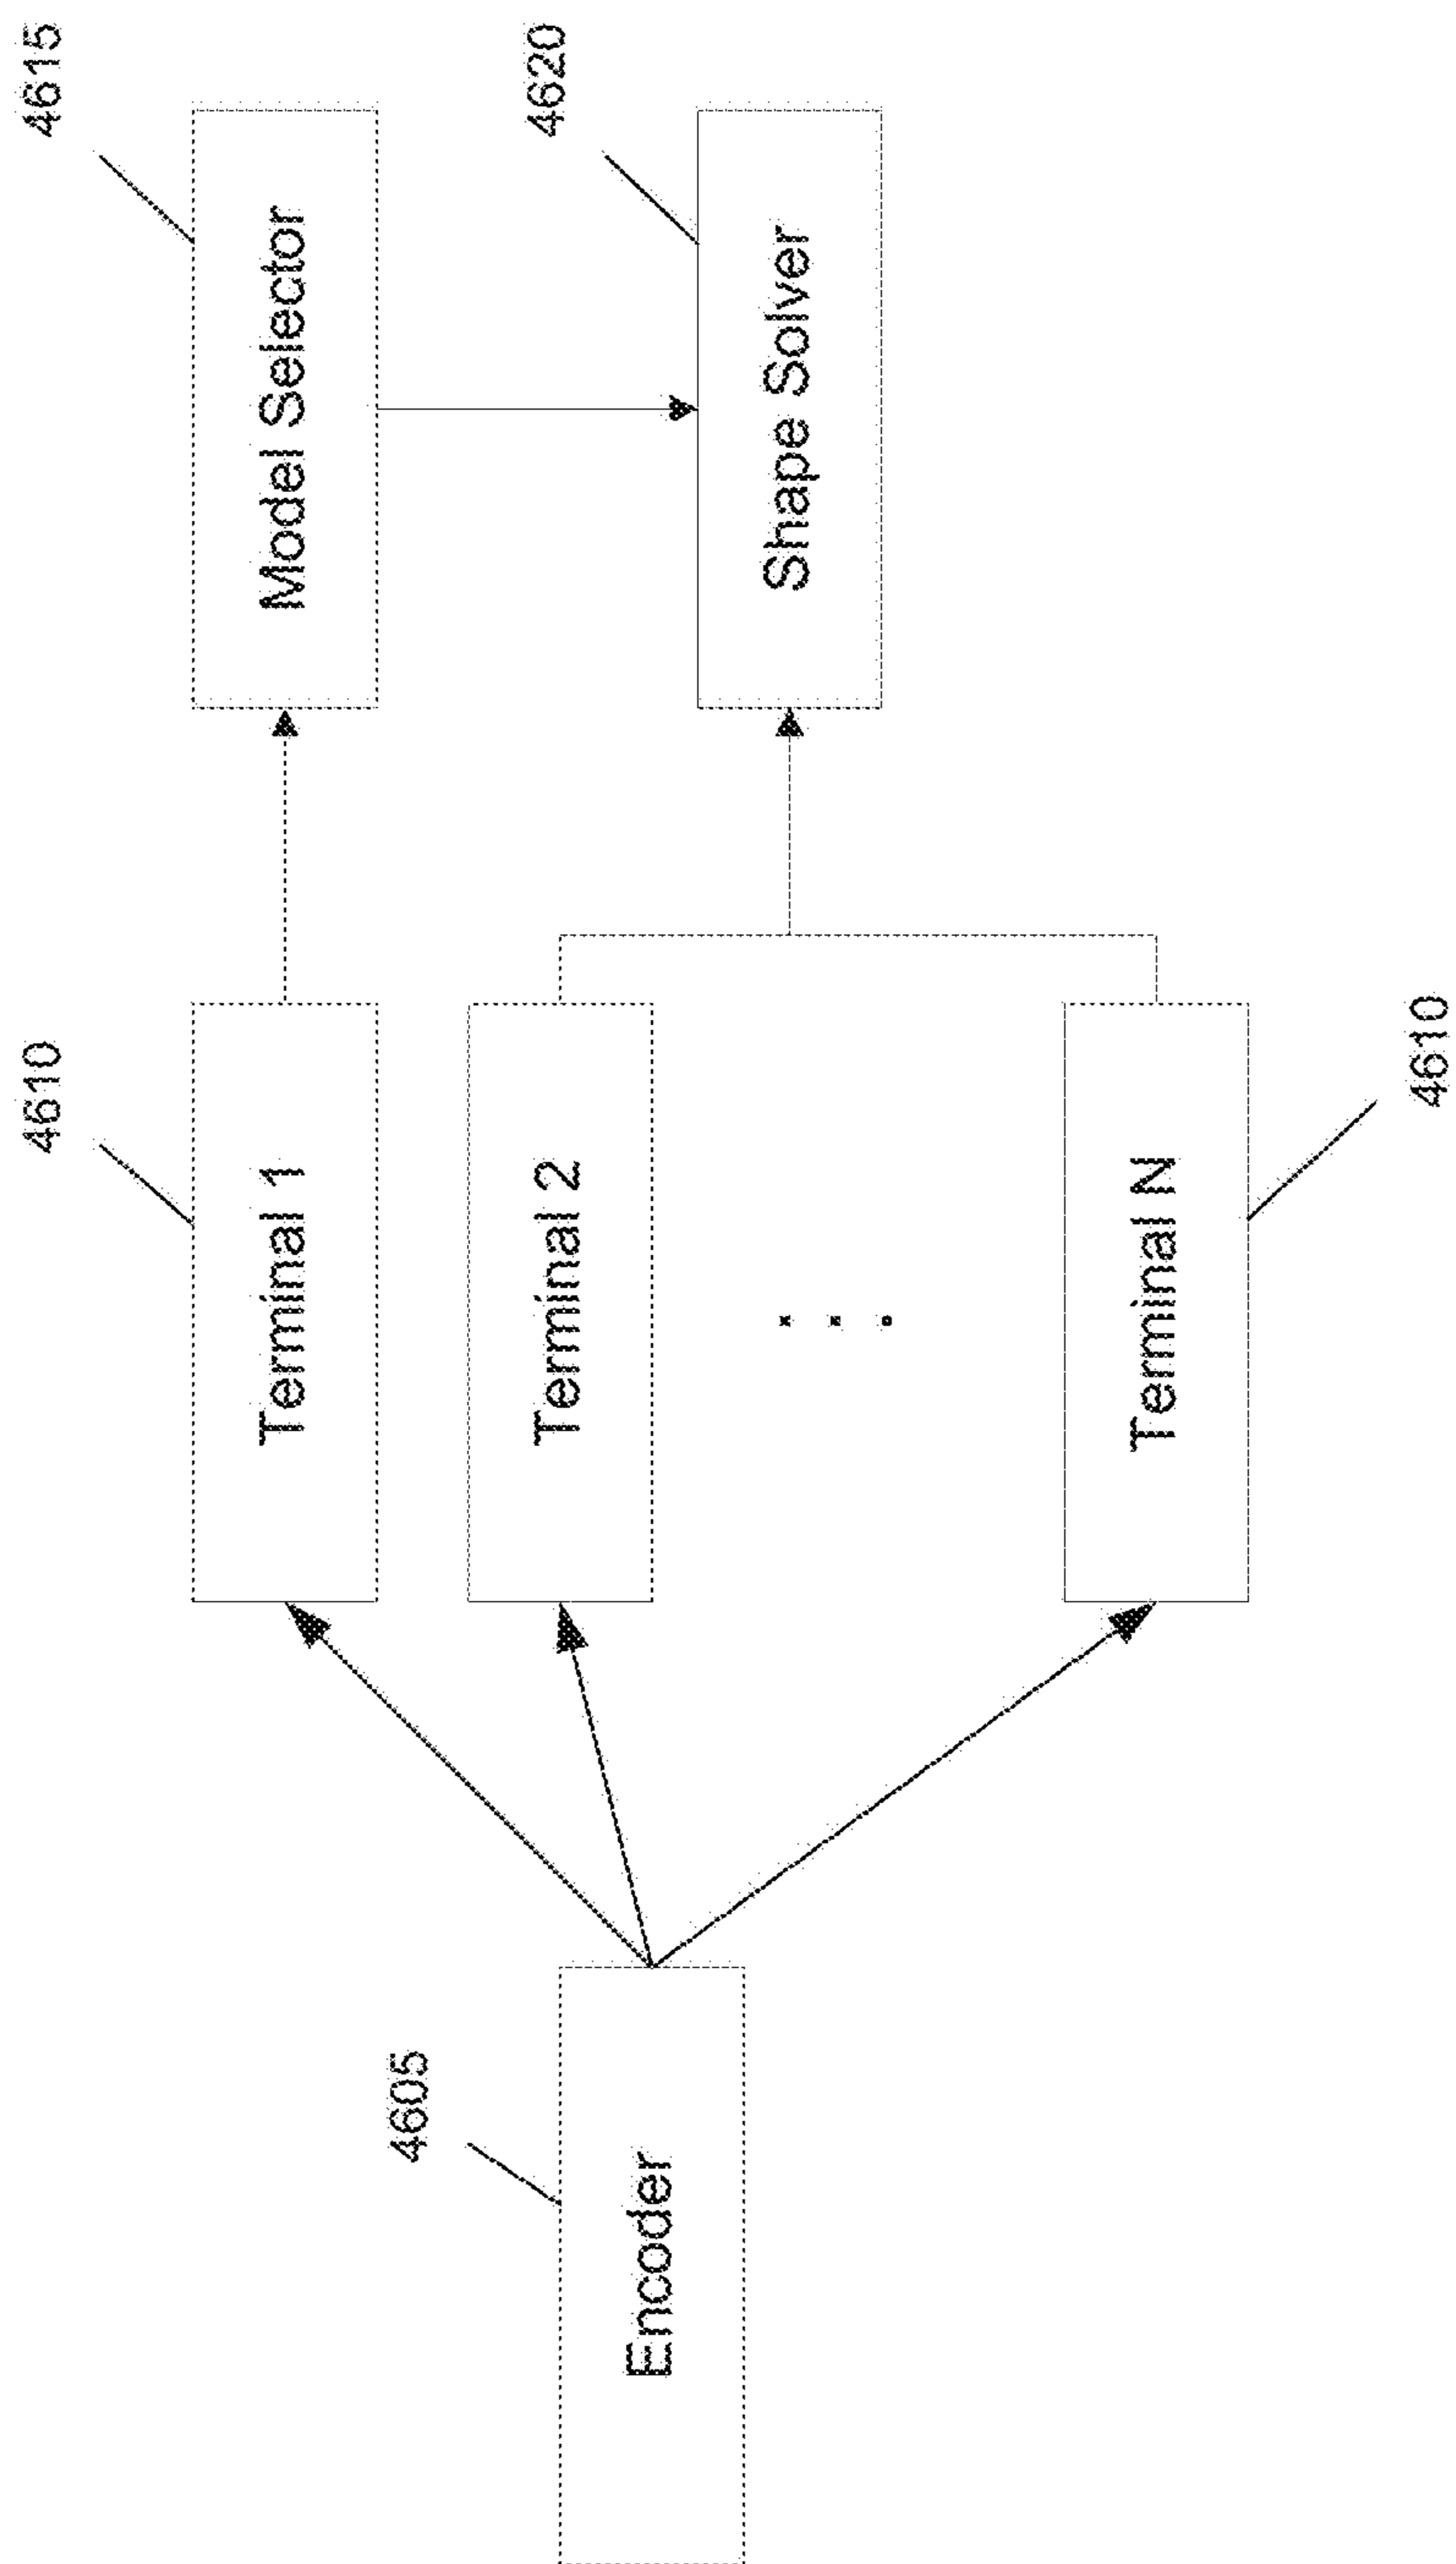 4615
Model Selector
4620
Shape Solver
4610
Terminal 1
Terminal 2
. . .
Terminal N
4610
4605
Encoder